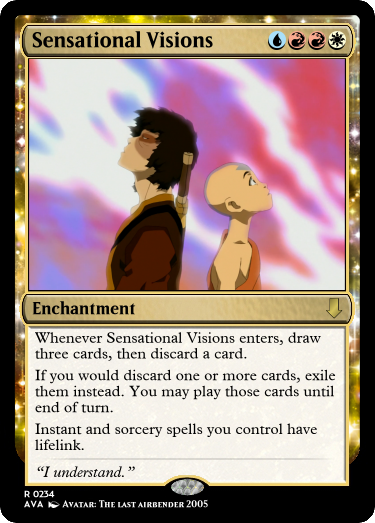 Sensational Visions
Enchantment
Whenever Sensational Visions enters, draw
three cards, then discard a card.
If you would discard one or more cards, exile
them instead. You may play those cards until
end of turn.
Instant and sorcery spells you control have
lifelink.
“I understand.”
R 0234
AVA Avatar: The last airbender 2005